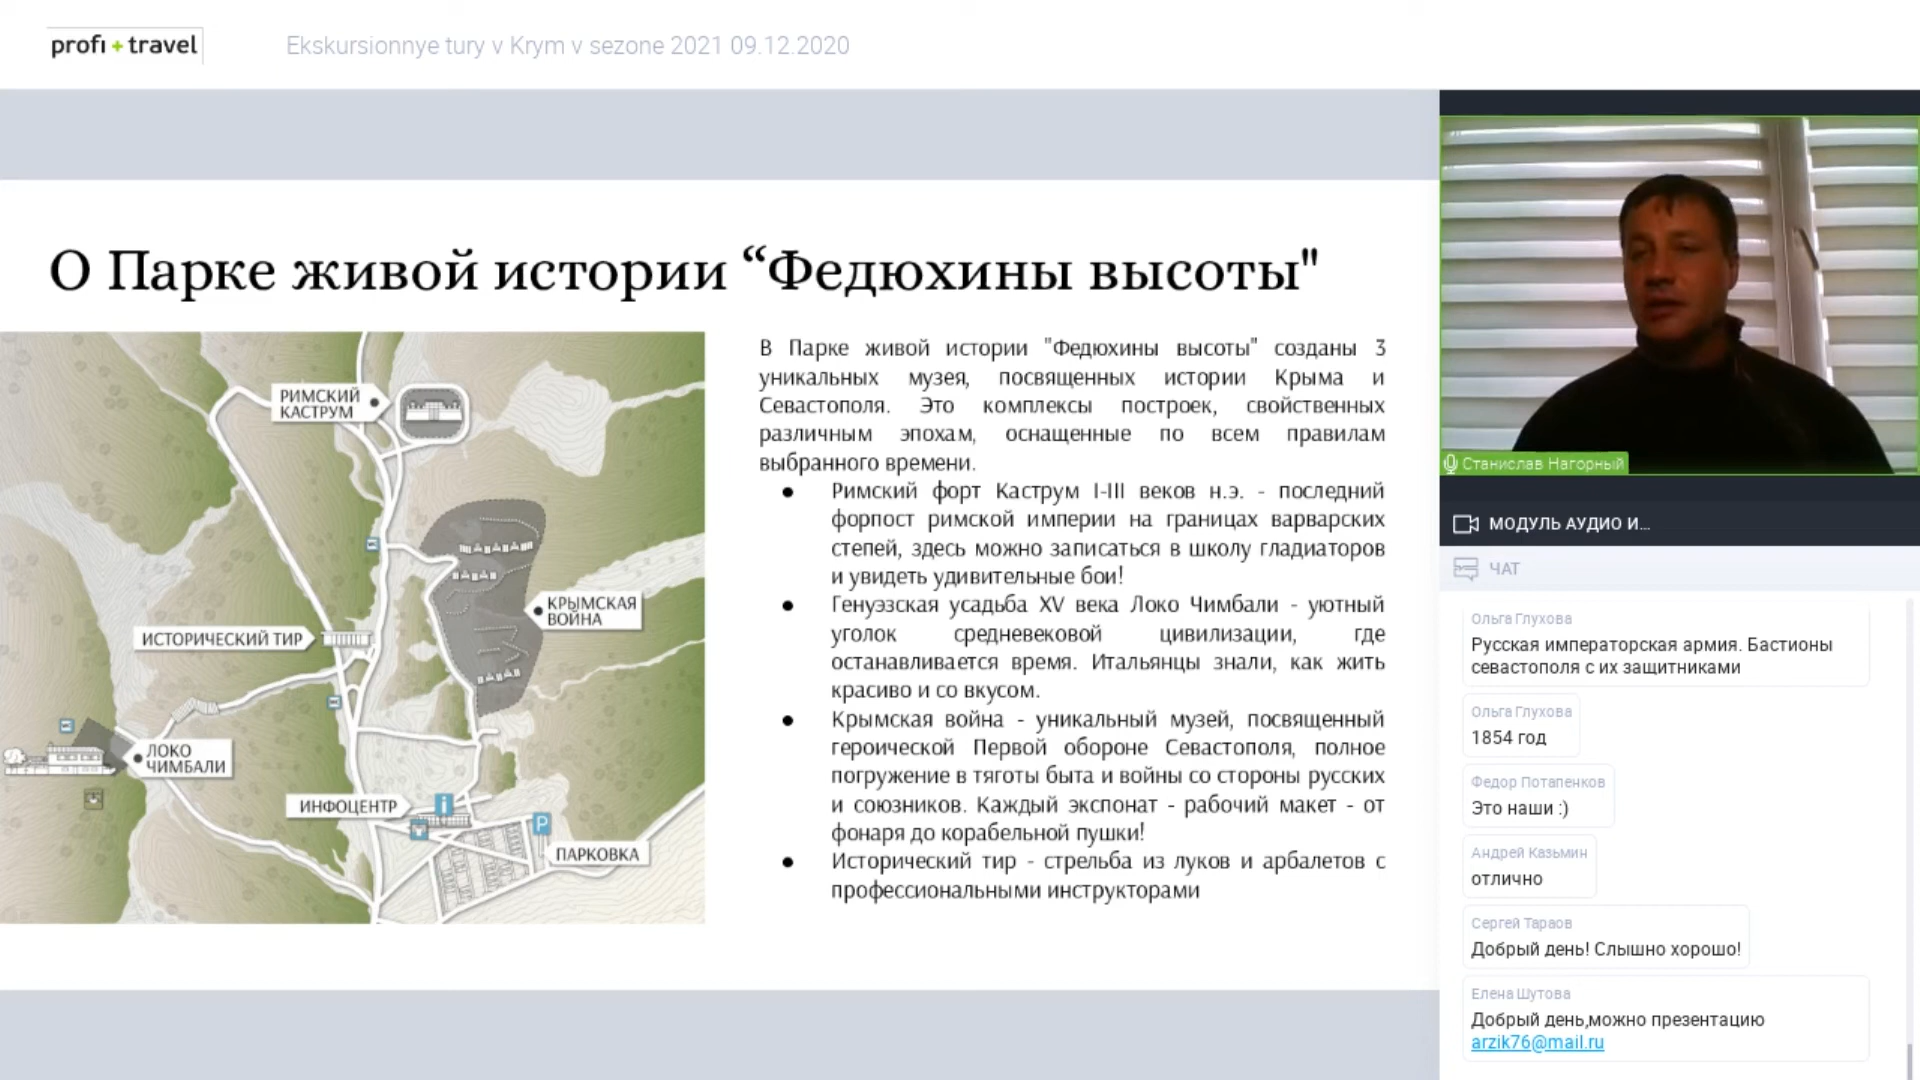 profi + travel
Ekskursionnye tury v Krym v sezone 2021 09.12.2020
О Парке живой истории “Федюхины высоты"
РИМСКИЙ
КАСТРУМ
КРЫМСКАЯ
ВОЙНА
ИСТОРИЧЕСКИЙ ТИР
ЛОКО
ЧИМБАЛИ
ИНФОЦЕНТР
i
P
ПАРКОВКА
В Парке живой истории "Федюхины высоты" созданы 3
уникальных музея, посвященных истории Крыма и
Севастополя. Это комплексы построек, свойственных
различным эпохам, оснащенные по всем правилам
выбранного времени.
● Римский форт Каструм I-III веков н.э. - последний
форпост римской империи на границах варварских
степей, здесь можно записаться в школу гладиаторов
и увидеть удивительные бои!
● Генуэзская усадьба XV века Локо Чимбали - уютный
уголок средневековой цивилизации, где
останавливается время. Итальянцы знали, как жить
красиво и со вкусом.
● Крымская война - уникальный музей, посвященный
героической Первой обороне Севастополя, полное
погружение в тяготы быта и войны со стороны русских
и союзников. Каждый экспонат - рабочий макет - от
фонаря до корабельной пушки!
● Исторический тир - стрельба из луков и арбалетов с
профессиональными инструкторами
Станислав Нагорный
МОДУЛЬ АУДИО И...
ЧАТ
Ольга Глухова
Русская императорская армия. Бастионы
севастополя с их защитниками
Ольга Глухова
1854 год
Федор Потапенков
Это наши :)
Андрей Казьмин
отлично
Сергей Тараов
Добрый день! Слышно хорошо!
Елена Шутова
Добрый день,можно презентацию
arzik76@mail.ru